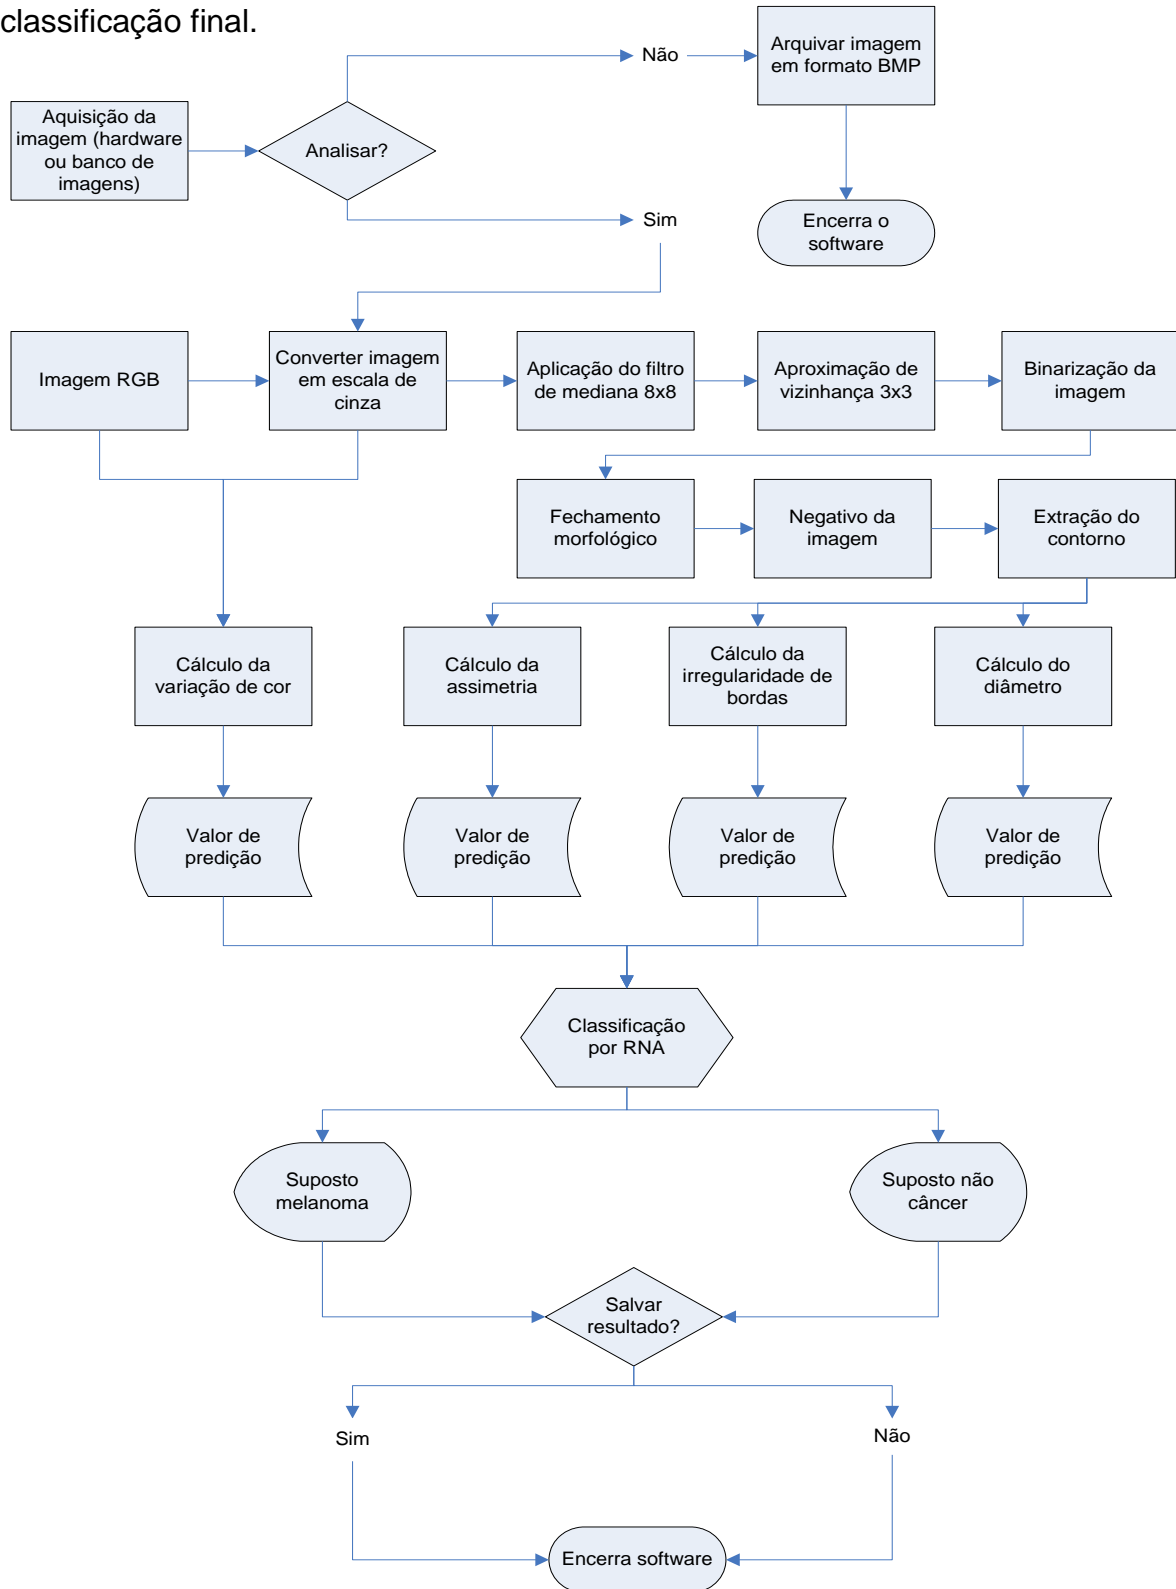 classificação final.
Não
Arquivar imagem
em formato BMP
Aquisição da
imagem (hardware
ou banco de
imagens)
Analisar?
Sim
Encerra o
software
Imagem RGB
Converter imagem
em escala de
cinza
Aplicação do filtro
de mediana 8x8
Aproximação de
vizinhança 3x3
Binarização da
imagem
Fechamento
morfológico
Negativo da
imagem
Extração do
contorno
Cálculo da
variação de cor
Cálculo da
assimetria
Cálculo da
irregularidade de
bordas
Cálculo do
diâmetro
Valor de
predição
Valor de
predição
Valor de
predição
Valor de
predição
Classificação
por RNA
Suposto
melanoma
Suposto não
câncer
Salvar
resultado?
Sim
Não
Encerra software